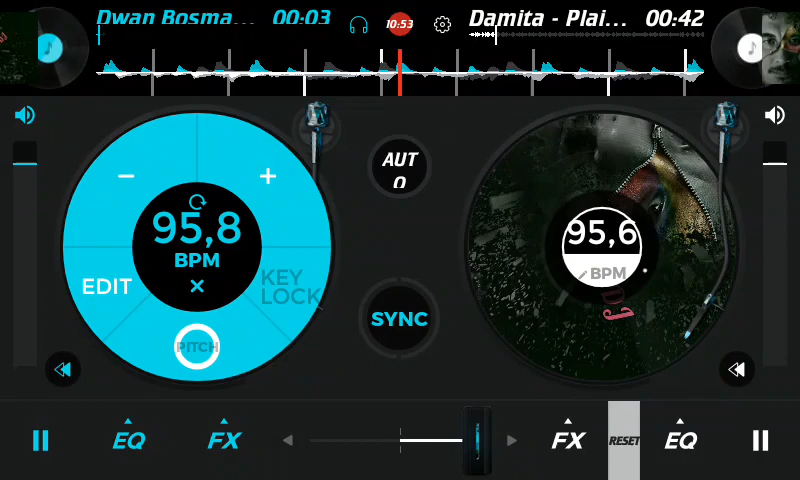 Dwan Bosma... 00:03
10:53
Damita - Plai... 00:42
AUT
O
95,8
BPM
EDIT
KEY
LOCK
PITCH
95,6
BPM
DJ
SYNC
EQ
FX
FX
RESET
EQ